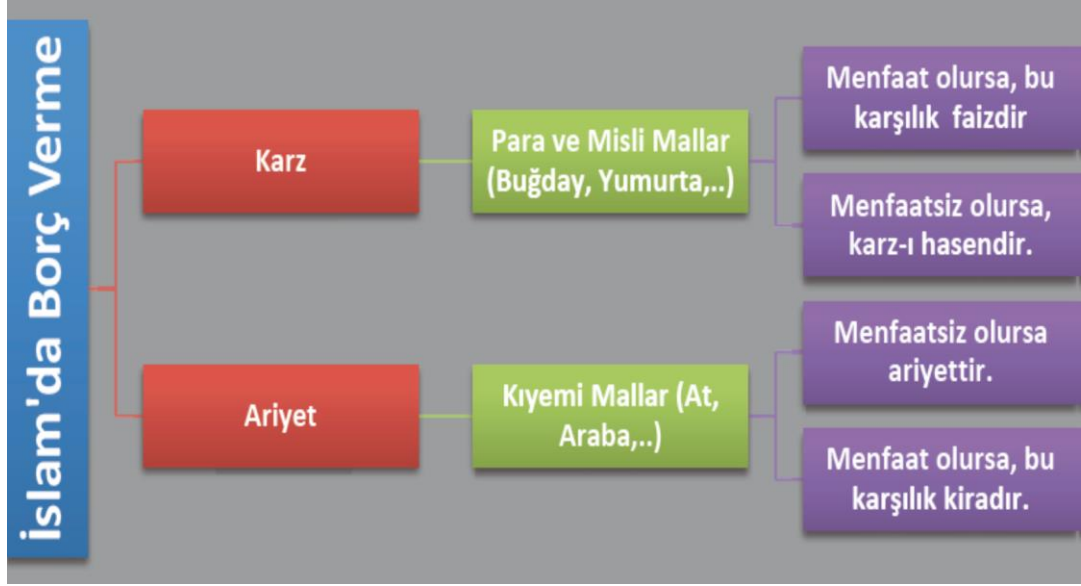 İslam'da Borç Verme
Karz
Para ve Misli Mallar
(Buğday, Yumurta,..)
Menfaat olursa, bu
karşılık faizdir
Menfaatsiz olursa,
karz-ı hasendir.
Ariyet
Kıyemi Mallar (At,
Araba,..)
Menfaatsiz olursa
ariyettir.
Menfaat olursa, bu
karşılık kiradır.